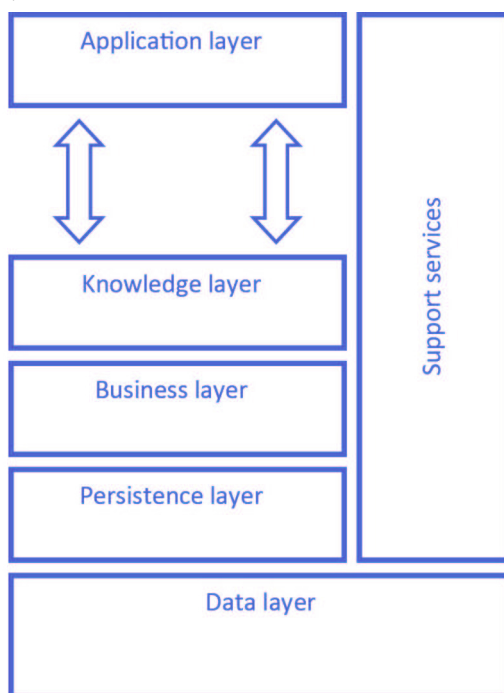 Application layer
Knowledge layer
Business layer
Persistence layer
Support services
Data layer